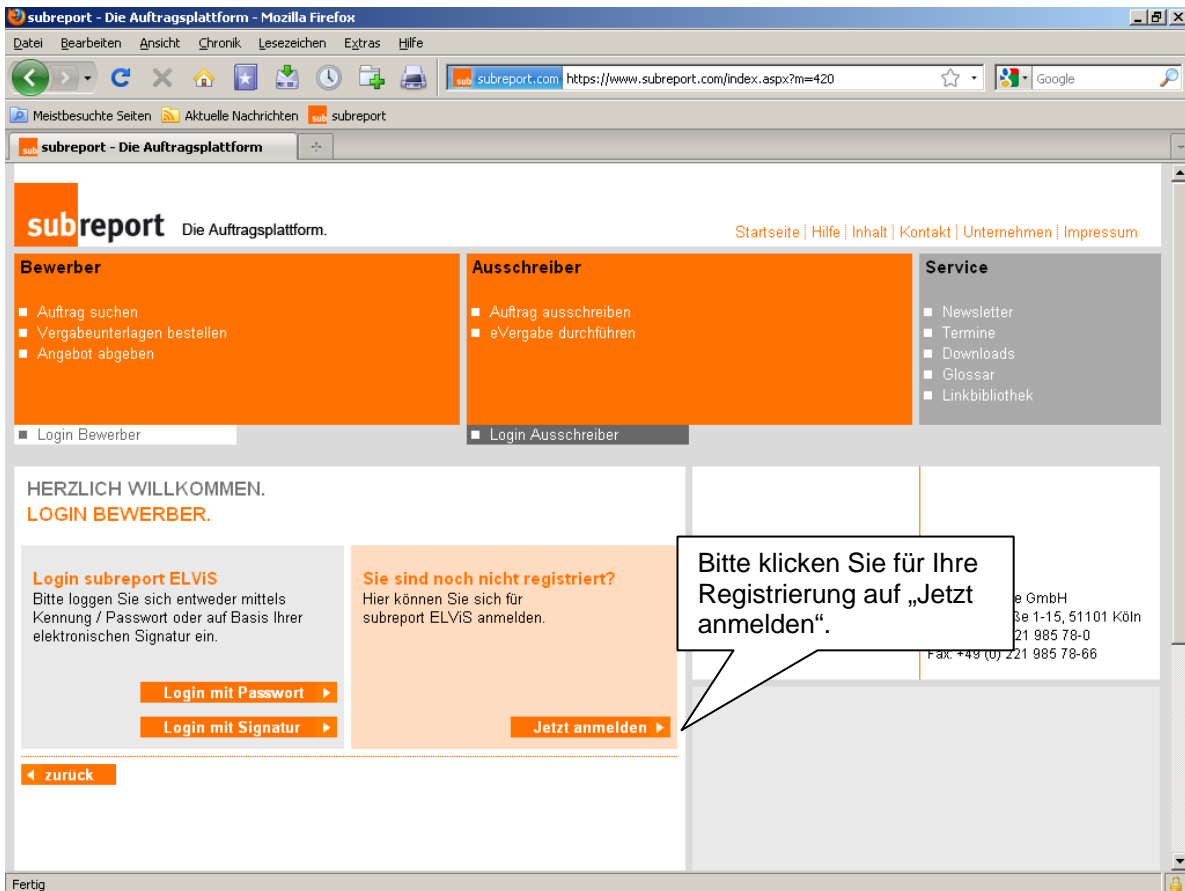 subreport - Die Auftragsplattform - Mozilla Firefox
Datei Bearbeiten Ansicht Chronik Lesezeichen Extras Hilfe
sub subreport.com https://www.subreport.com/index.aspx?m=420 Google
Meistbesuchte Seiten Aktuelle Nachrichten sub subreport
sub subreport - Die Auftragsplattform
subreport Die Auftragsplattform.
Startseite | Hilfe | Inhalt | Kontakt | Unternehmen | Impressum
Bewerber
Auftrag suchen
Vergabeunterlagen bestellen
Angebot abgeben
Ausschreiber
Auftrag ausschreiben
eVergabe durchführen
Service
Newsletter
Termine
Downloads
Glossar
Linkbibliothek
Login Bewerber
Login Ausschreiber
HERZLICH WILLKOMMEN.
LOGIN BEWERBER.
Login subreport ELViS
Bitte loggen Sie sich entweder mittels
Kennung / Passwort oder auf Basis Ihrer
elektronischen Signatur ein.
Login mit Passwort
Login mit Signatur
Sie sind noch nicht registriert?
Hier können Sie sich für
subreport ELViS anmelden.
Jetzt anmelden
Bitte klicken Sie für Ihre
Registrierung auf „Jetzt
anmelden“.
GmbH
1-15, 51101 Köln
985 78-0
Fax: +49 (0) 221 985 78-66
zurück
Fertig